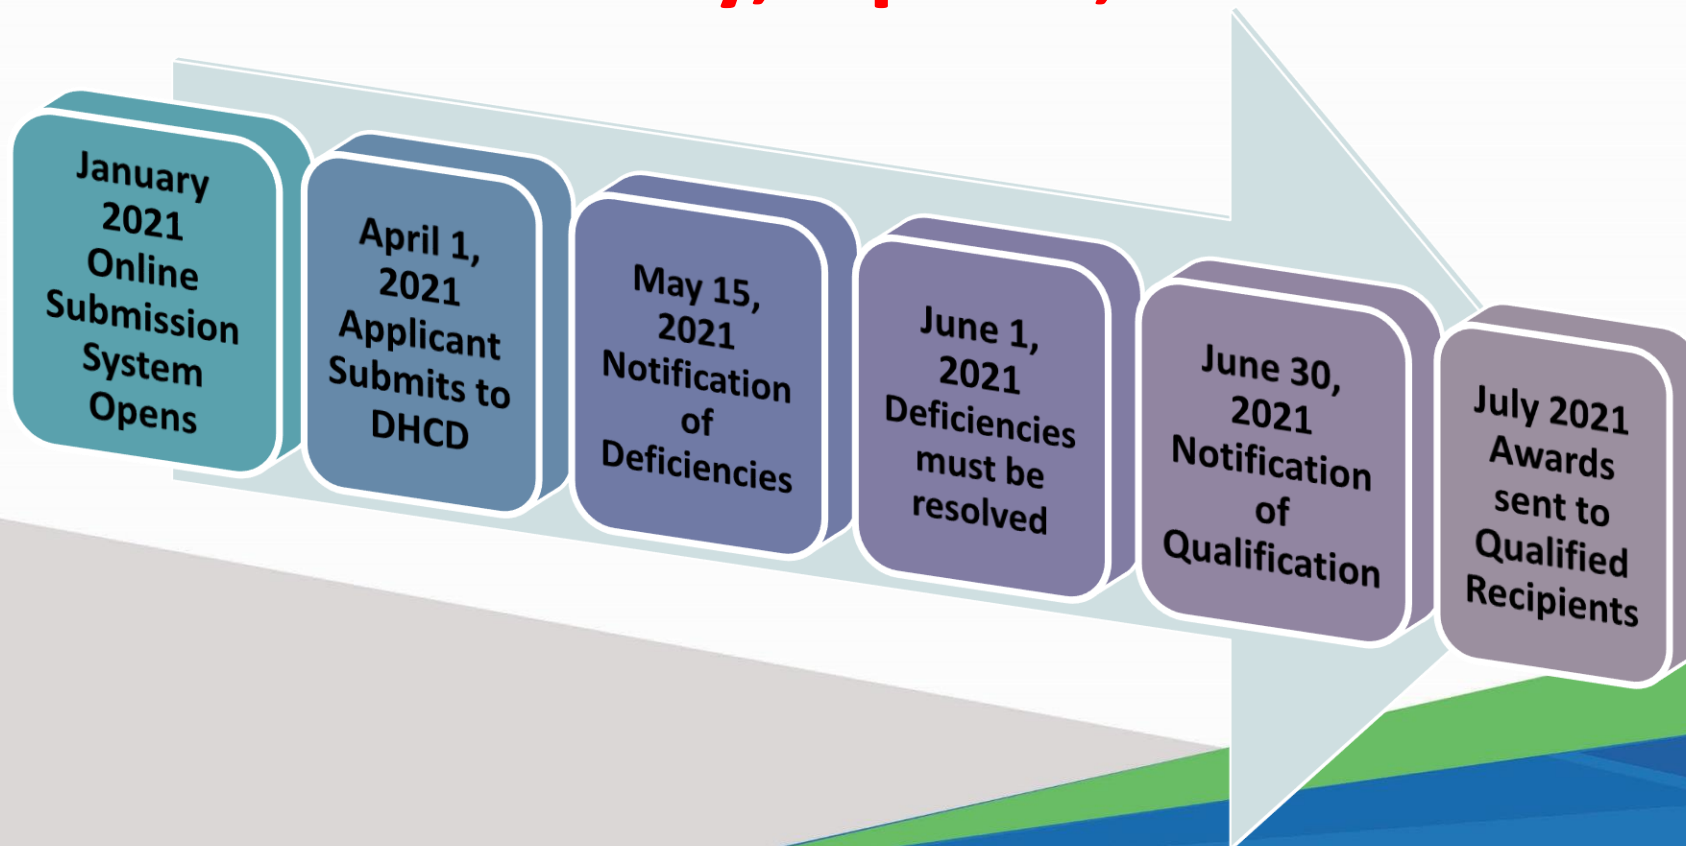 January
2021
Online
Submission
System
Opens
April 1,
2021
Applicant
Submits to
DHCD
May 15,
2021
Notification
of
Deficiencies
June 1,
2021
Deficiencies
must be
resolved
June 30,
2021
Notification
of
Qualification
July 2021
Awards
sent to
Qualified
Recipients